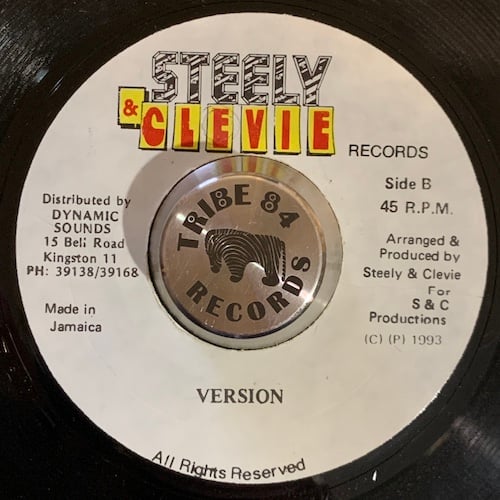 STEELY
& CLEVIE
RECORDS
Side B
45 R.P.M.
Distributed by
DYNAMIC
SOUNDS
15 Bell Road
Kingston 11
PH: 39138/39168
Made in
Jamaica
Arranged &
Produced by
Steely & Clevie
For
S & C
Productions
(C) (P) 1993
TRIBE 84
RECORDS
VERSION
All Rights Reserved